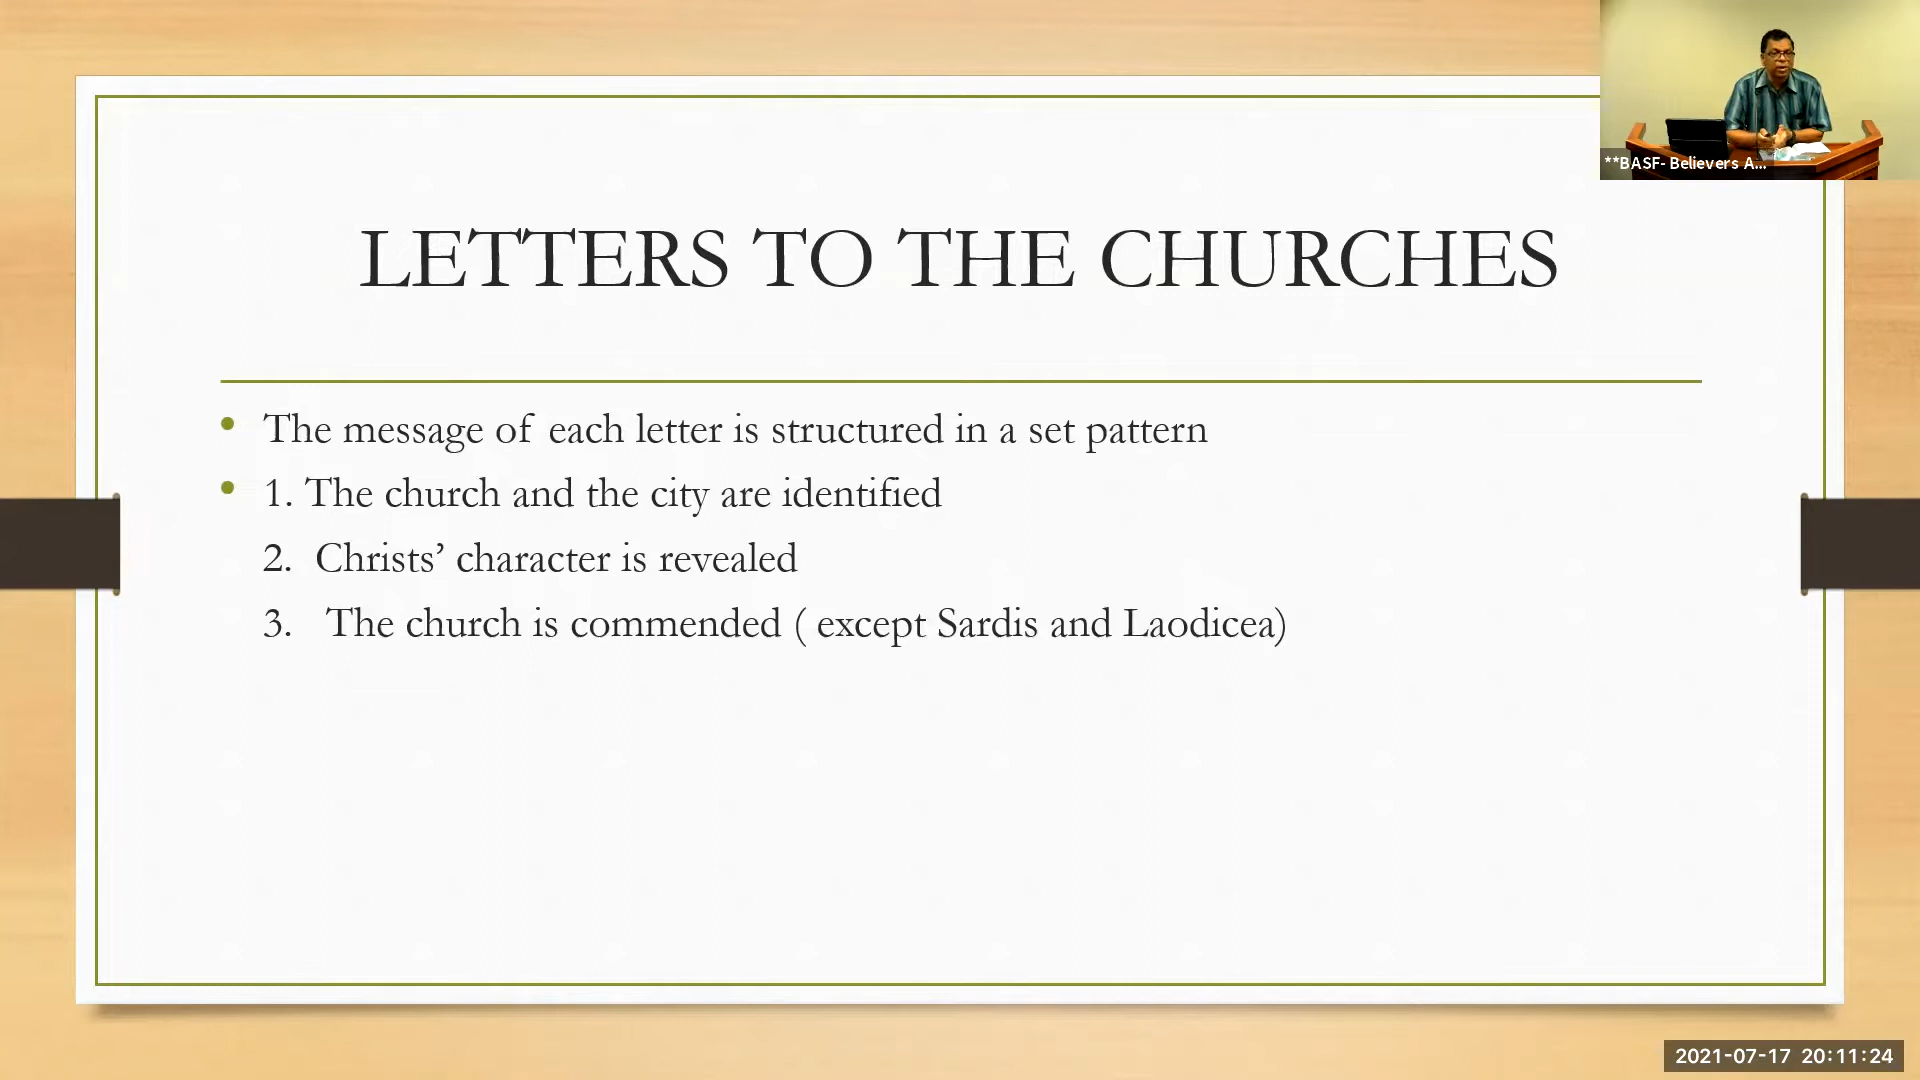 **BASF- Believers A...
LETTERS TO THE CHURCHES
• The message of each letter is structured in a set pattern
• 1. The church and the city are identified
2. Christs’ character is revealed
3. The church is commended ( except Sardis and Laodicea)
2021-07-17 20:11:24